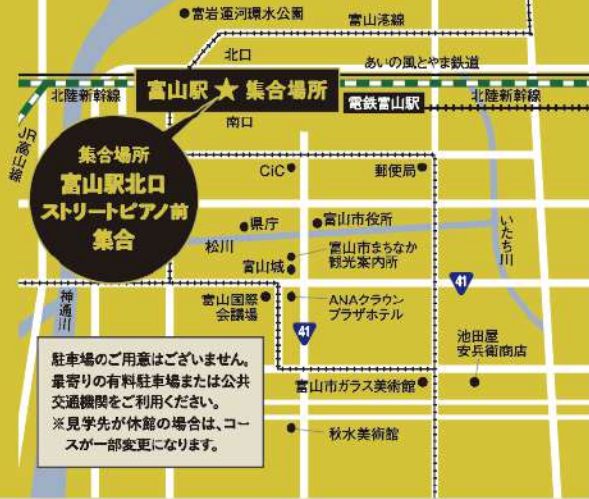 富岩運河環水公園
富山港線
北口
あいの風とやま鉄道
北陸新幹線
富山駅 ★ 集合場所
北陸新幹線
電鉄富山駅
南口
JR高山線
集合場所
富山駅北口
ストリートピアノ前
集合
CiC
郵便局
県庁
富山市役所
松川
いたち川
富山市まちなか
観光案内所
富山城
41
富山国際
会議場
ANAクラウン
プラザホテル
神通川
41
池田屋
安兵衛商店
駐車場のご用意はございません。
最寄りの有料駐車場または公共
交通機関をご利用ください。
※見学先が休館の場合は、コー
スが一部変更になります。
富山市ガラス美術館
秋水美術館